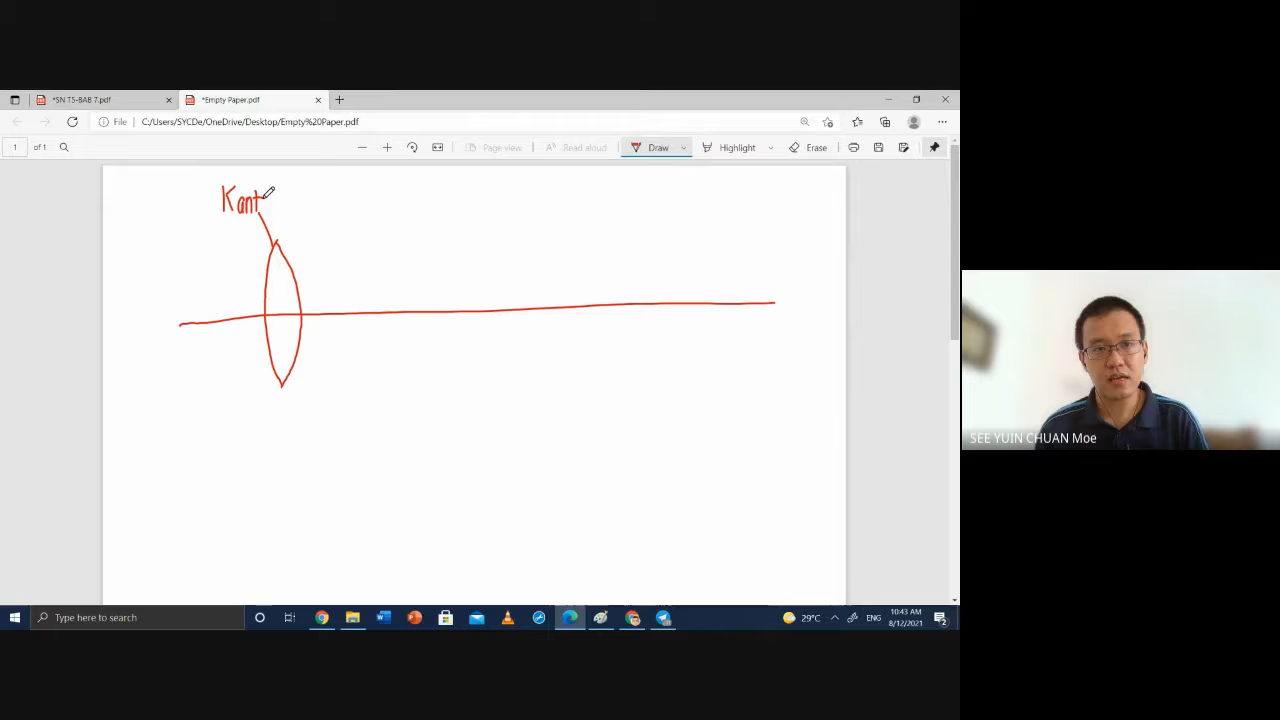 *SN T5-BAB 7.pdf
*Empty Paper.pdf
File
C:/Users/SYCDe/OneDrive/Desktop/Empty%20Paper.pdf
1
of 1
Page view
Read aloud
Draw
Highlight
Erase
Kant
SEE YUIN CHUAN Moe
Type here to search
29°C
ENG
10:43 AM
8/12/2021
2